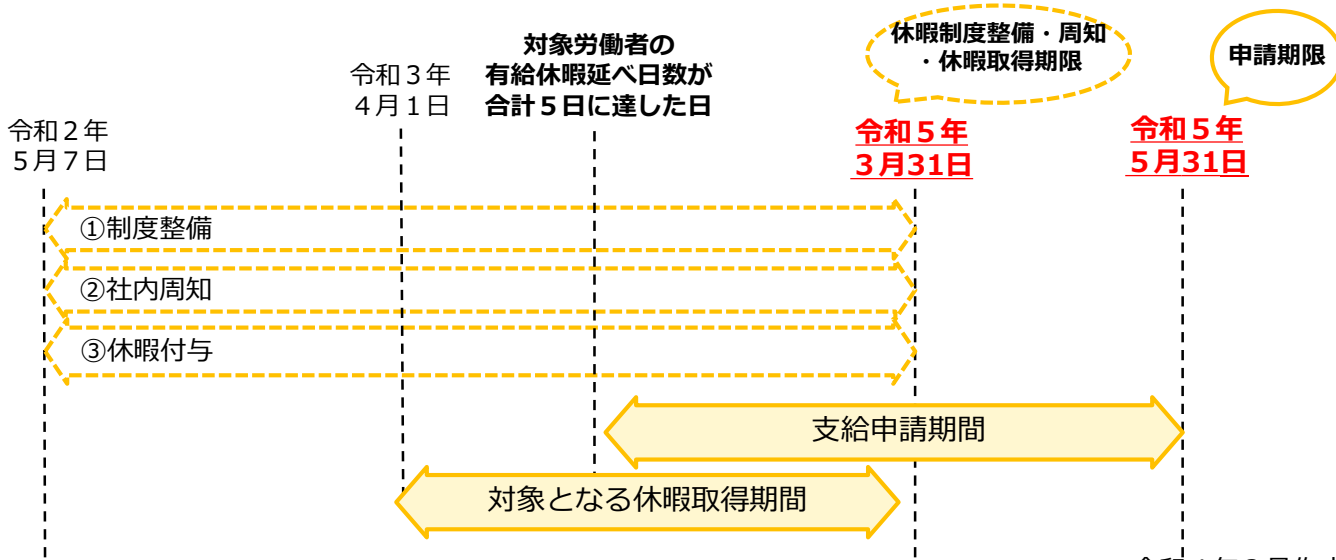 休暇制度整備・周知
・休暇取得期限
申請期限
対象労働者の
有給休暇延べ日数が
合計５日に達した日
令和３年
４月１日
令和２年
５月７日
令和５年
３月31日
令和５年
５月31日
①制度整備
②社内周知
③休暇付与
支給申請期間
対象となる休暇取得期間